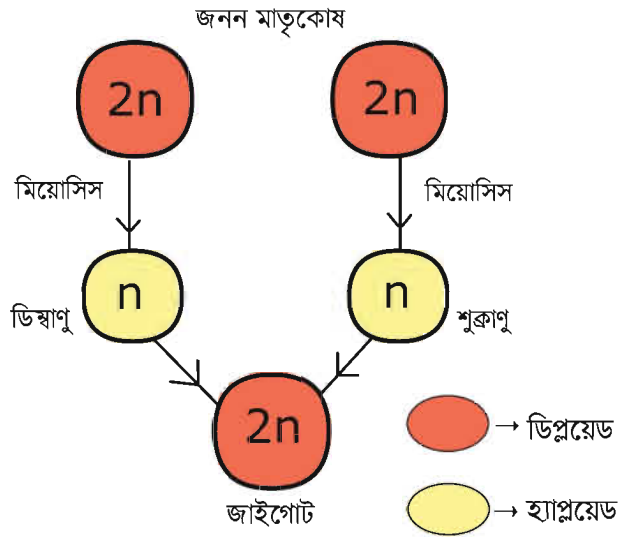 জনন মাতৃকোষ
2n 2n
মিয়োসিস মিয়োসিস
n n
ডিম্বাণু শুক্রাণু
2n
→ ডিপ্লয়েড
জাইগোট
→ হ্যাপ্লয়েড